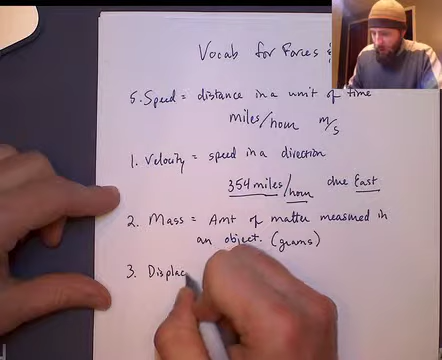 Vocab for Forces &
5. Speed = distance in a unit of time
miles/hour m/s
1. Velocity = speed in a direction
354 miles/hour due East
2. Mass = Amt of matter measured in
an object. (grams)
3. Displac